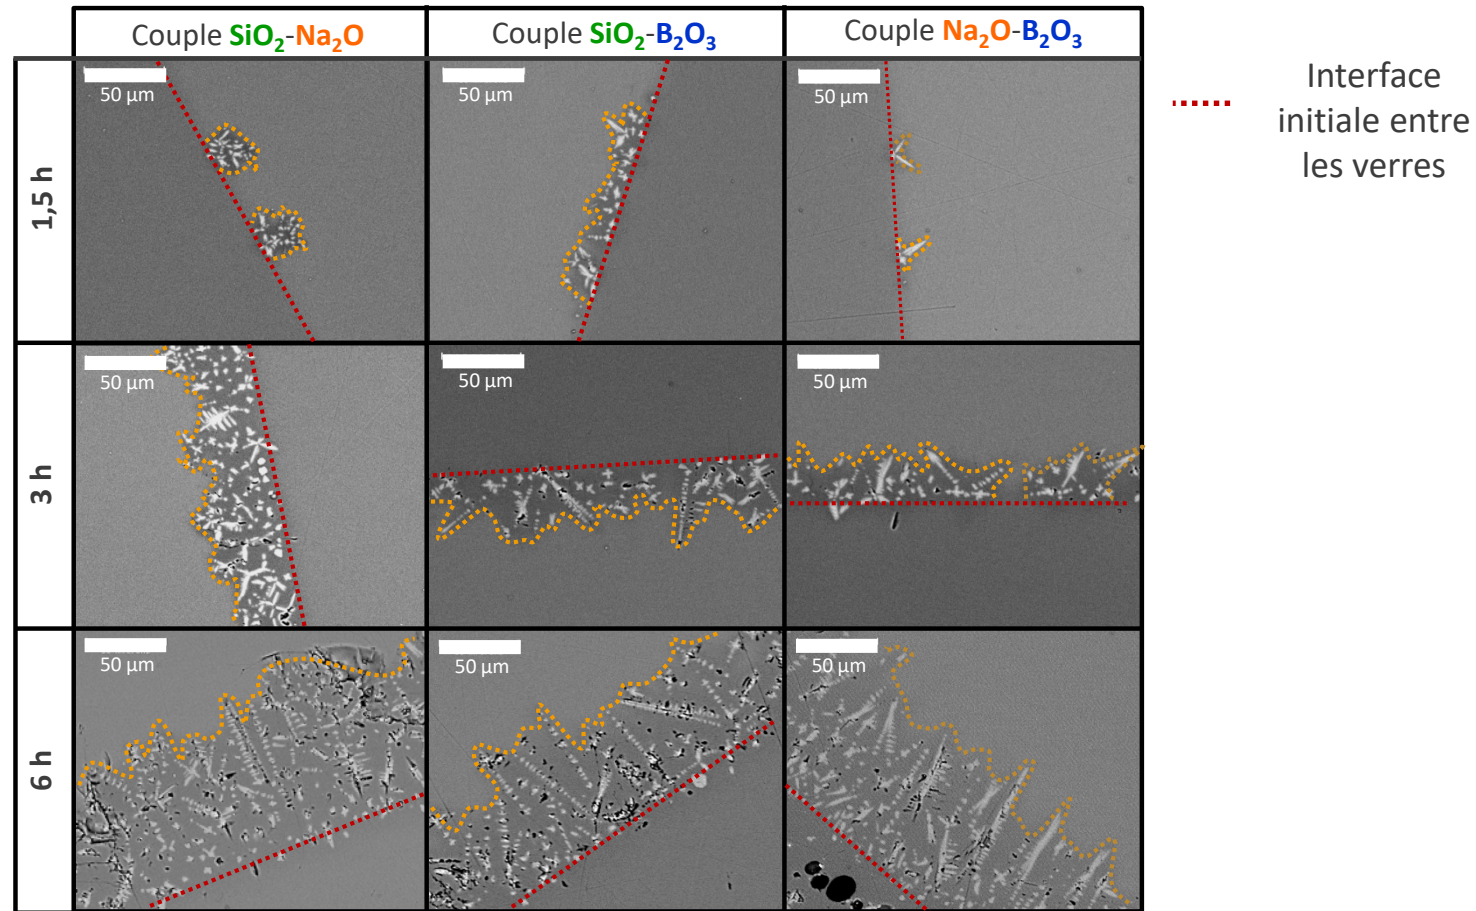 Couple SiO₂-Na₂O
Couple SiO₂-B₂O₃
Couple Na₂O-B₂O₃
Interface
initiale entre
les verres
1,5 h
50 µm
50 µm
50 µm
3 h
50 µm
50 µm
50 µm
6 h
50 µm
50 µm
50 µm